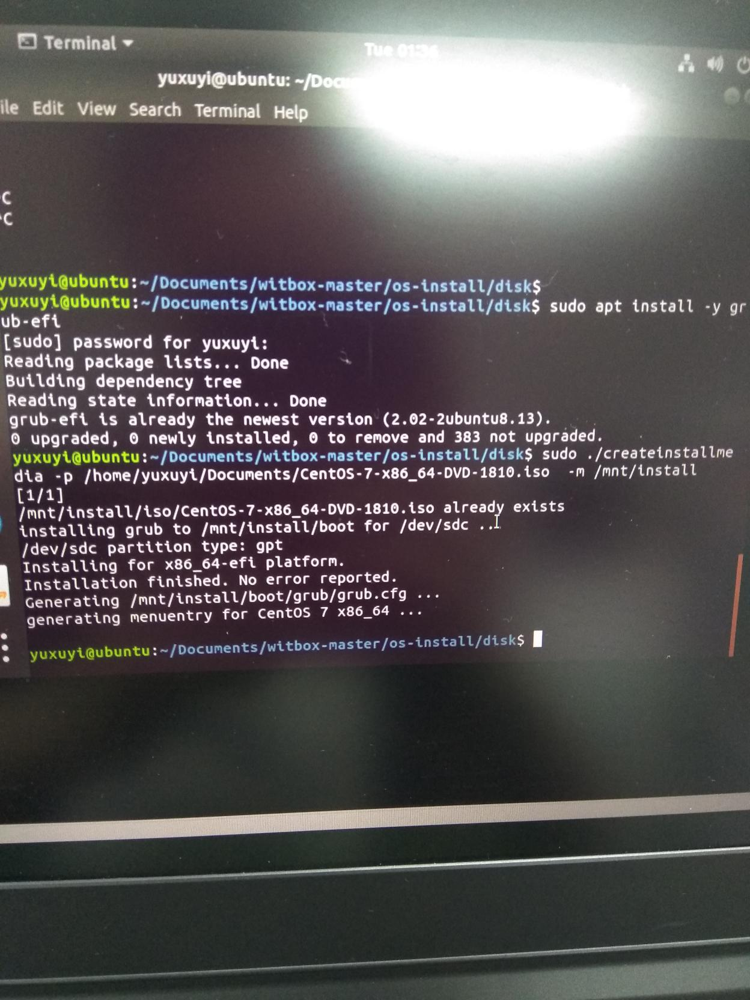 Terminal
Tue 01:36
yuxuyi@ubuntu: ~/Doc
ile Edit View Search Terminal Help
C
^C
yuxuyi@ubuntu:~/Documents/witbox-master/os-install/disk$
yuxuyi@ubuntu:~/Documents/witbox-master/os-install/disk$ sudo apt install -y gr
ub-efi
[sudo] password for yuxuyi:
Reading package lists... Done
Building dependency tree
Reading state information... Done
grub-efi is already the newest version (2.02-2ubuntu8.13).
0 upgraded, 0 newly installed, 0 to remove and 383 not upgraded.
yuxuyi@ubuntu:~/Documents/witbox-master/os-install/disk$ sudo ./createinstallme
dia -p /home/yuxuyi/Documents/CentOS-7-x86_64-DVD-1810.iso  -m /mnt/install
[1/1]
/mnt/install/iso/CentOS-7-x86_64-DVD-1810.iso already exists
installing grub to /mnt/install/boot for /dev/sdc ...
/dev/sdc partition type: gpt
Installing for x86_64-efi platform.
Installation finished. No error reported.
Generating /mnt/install/boot/grub/grub.cfg ...
generating menuentry for CentOS 7 x86_64 ...
yuxuyi@ubuntu:~/Documents/witbox-master/os-install/disk$